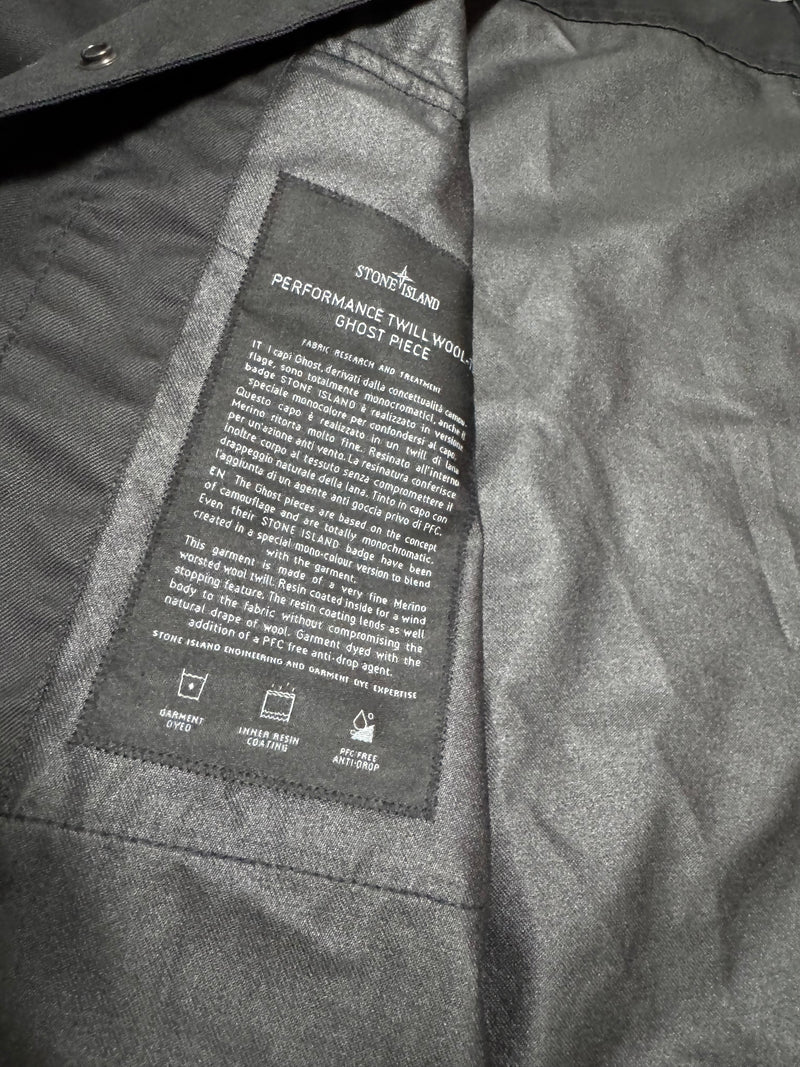 STONE ISLAND
PERFORMANCE TWILL WOOL-
GHOST PIECE
FABRIC RESEARCH AND TREATMENT
IT I capi Ghost, derivati dalla concettualità camou-
flage, sono totalmente monocromatici, anche il
badge STONE ISLAND è realizzato in versione
speciale monocolore per confondersi al capo.
Questo capo è realizzato in un twill di lana
Merino ritorta molto fine. Resinato all'interno
per un'azione anti vento. La resinatura conferisce
inoltre corpo al tessuto senza compromettere il
drappeggio naturale della lana. Tinto in capo con
l'aggiunta di un agente anti goccia privo di PFC.
EN The Ghost pieces are based on the concept
of camouflage and are totally monochromatic.
Even their STONE ISLAND badge have been
created in a special mono-colour version to blend
with the garment.
This garment is made of a very fine Merino
worsted wool twill. Resin coated inside for a wind
stopping feature. The resin coating lends as well
body to the fabric without compromising the
natural drape of wool. Garment dyed with the
addition of a PFC free anti-drop agent.
STONE ISLAND ENGINEERING AND GARMENT DYE EXPERTISE
GARMENT
DYED
INNER RESIN
COATING
PFC FREE
ANTI-DROP